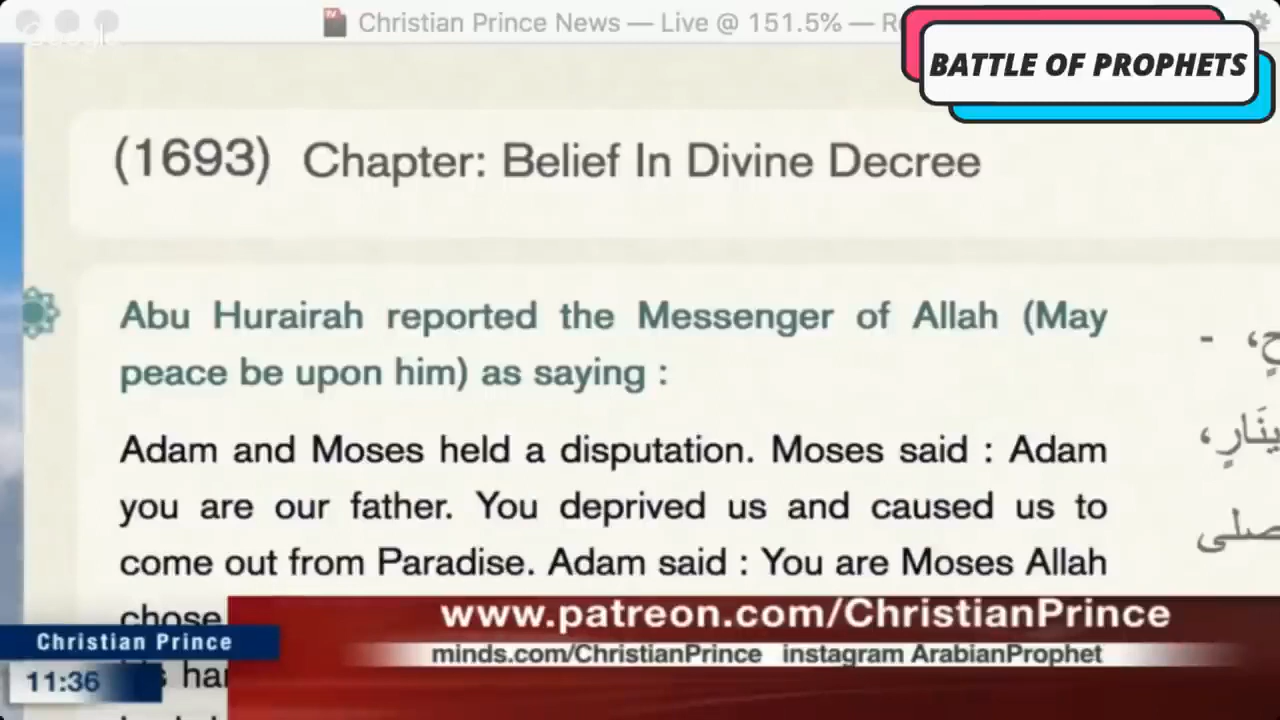 Christian Prince News — Live @ 151.5% — R
BATTLE OF PROPHETS
(1693) Chapter: Belief In Divine Decree
Abu Hurairah reported the Messenger of Allah (May
peace be upon him) as saying :
Adam and Moses held a disputation. Moses said : Adam
you are our father. You deprived us and caused us to
come out from Paradise. Adam said : You are Moses Allah
chose
صلى
www.patreon.com/ChristianPrince
minds.com/ChristianPrince instagram ArabianProphet
Christian Prince
11:36